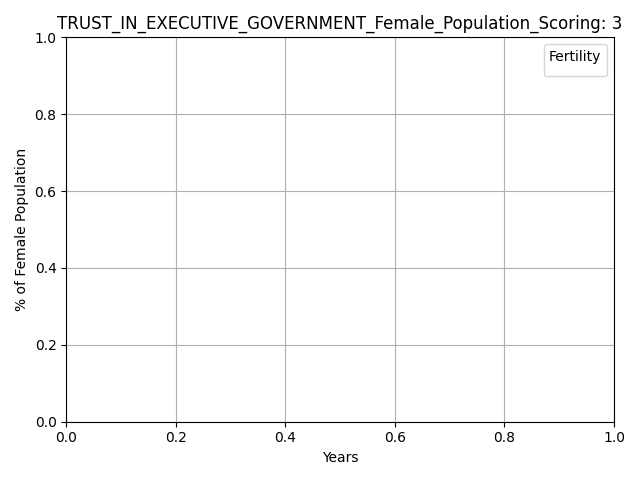 TRUST_IN_EXECUTIVE_GOVERNMENT_Female_Population_Scoring: 3
Fertility
% of Female Population
1.0
0.8
0.6
0.4
0.2
0.0
0.0 0.2 0.4 0.6 0.8 1.0
Years